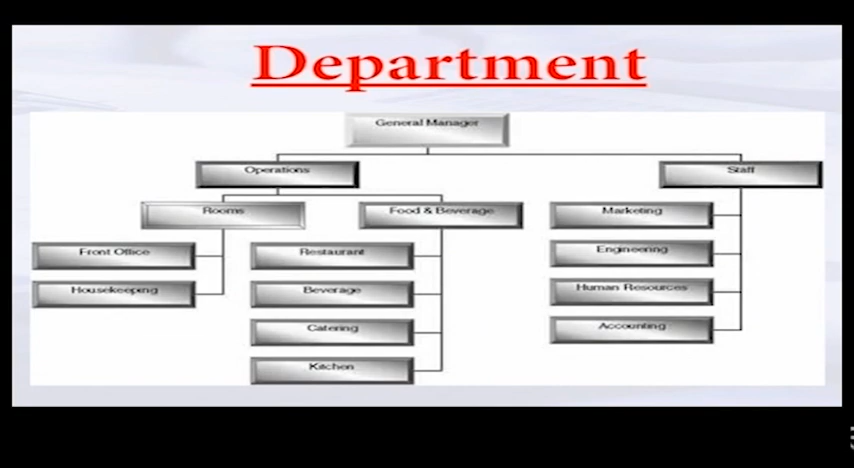 Department
General Manager
Operations
Staff
Rooms
Food & Beverage
Marketing
Front Office
Restaurant
Engineering
Housekeeping
Beverage
Human Resources
Catering
Accounting
Kitchen